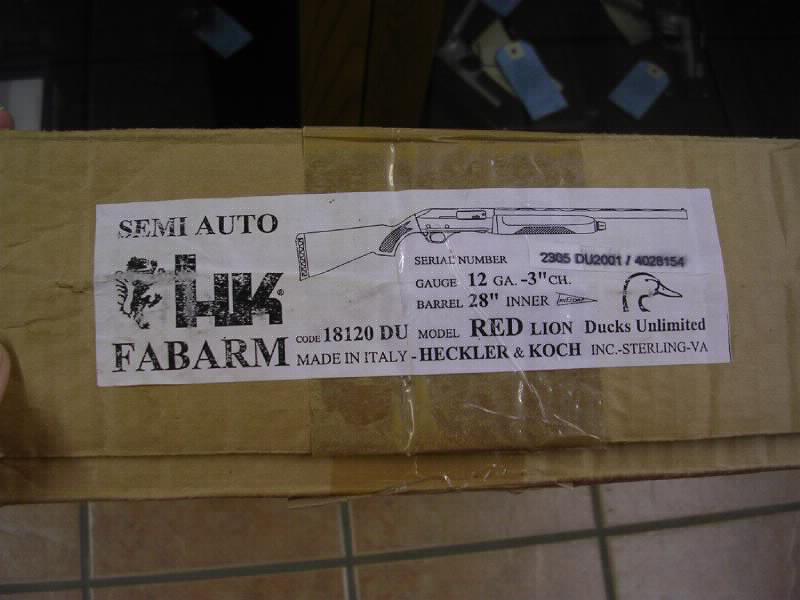 SEMI AUTO
HK®
FABARM
SERIAL NUMBER 2305 DU2001 / 4028154
GAUGE 12 GA. -3" CH.
BARREL 28" INNER
CODE 18120 DU MODEL RED LION Ducks Unlimited
MADE IN ITALY - HECKLER & KOCH INC.-STERLING-VA